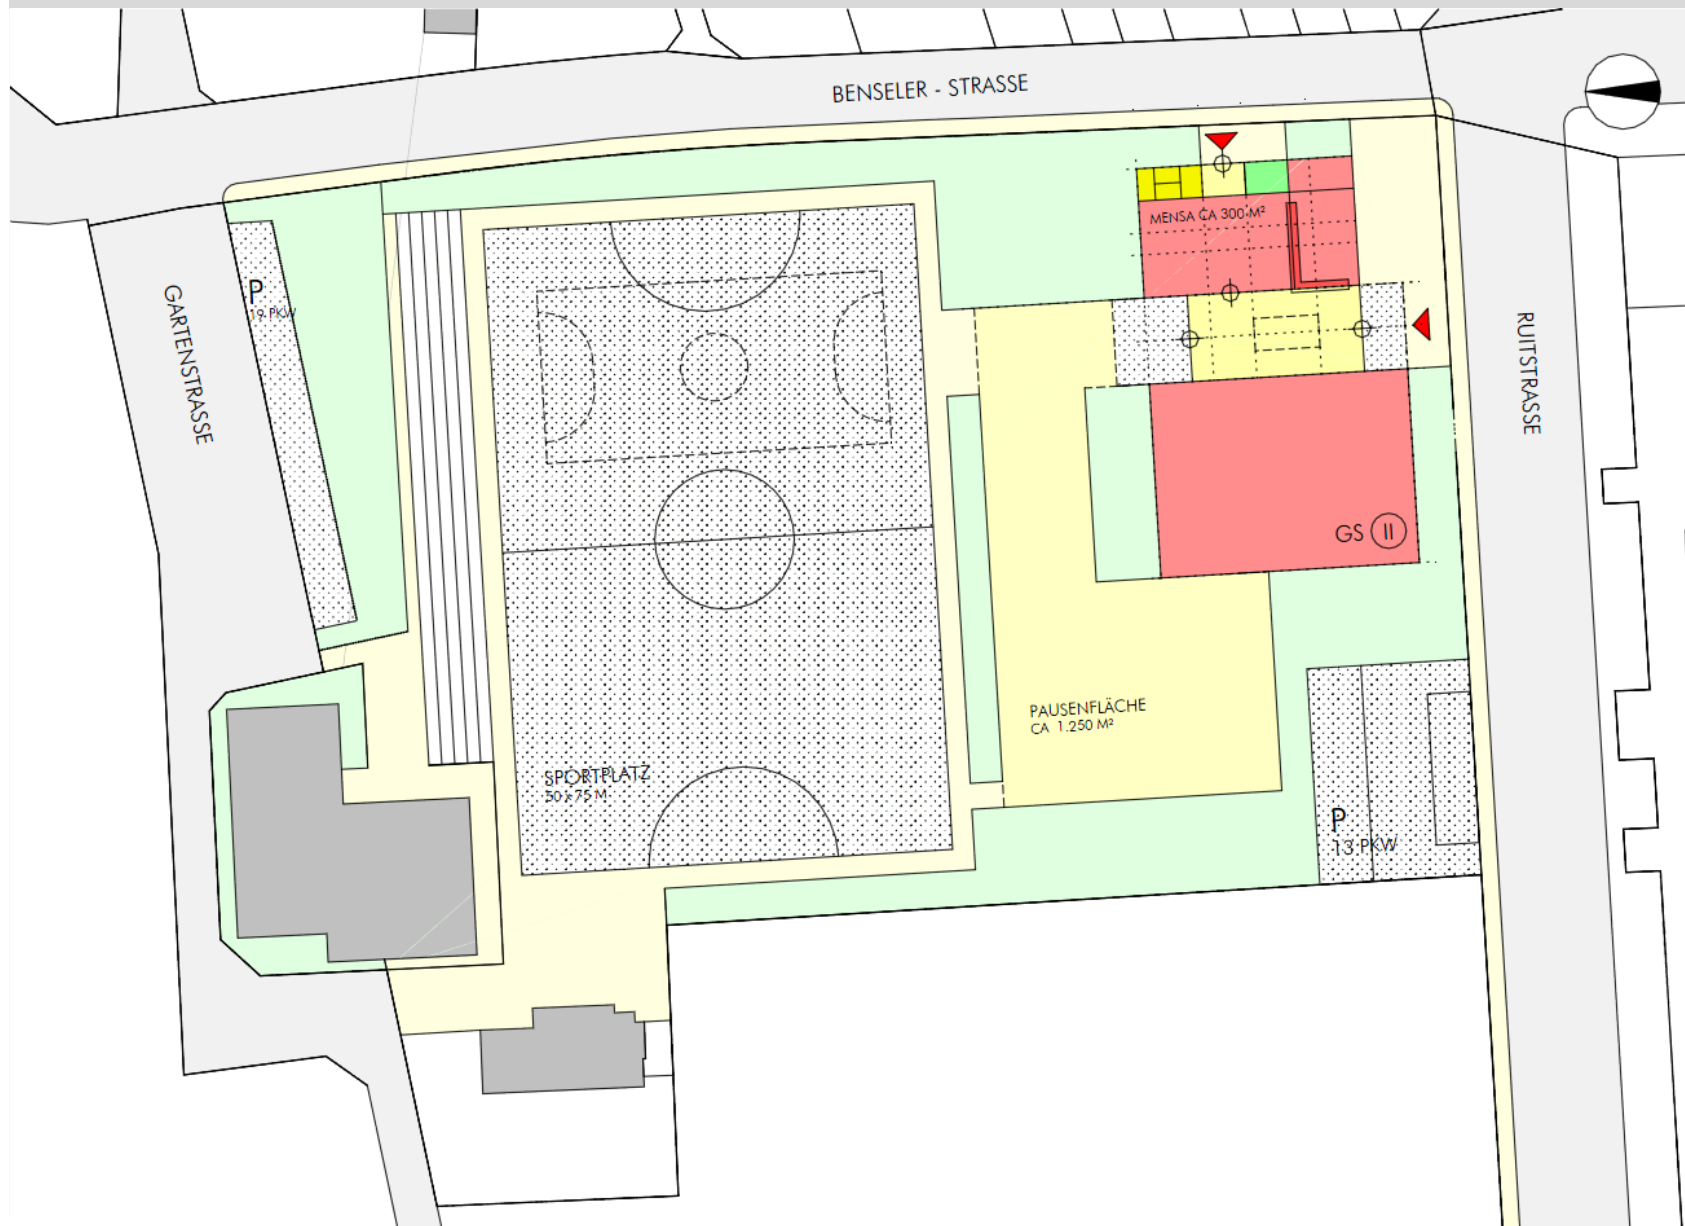 BENSELER - STRASSE
MENSA CA 300 M²
P
19 PKW
GARTENSTRASSE
RUITSTRASSE
GS II
PAUSENFLÄCHE
CA 1.250 M²
SPORTPLATZ
50 x 75 M
P
13 PKW